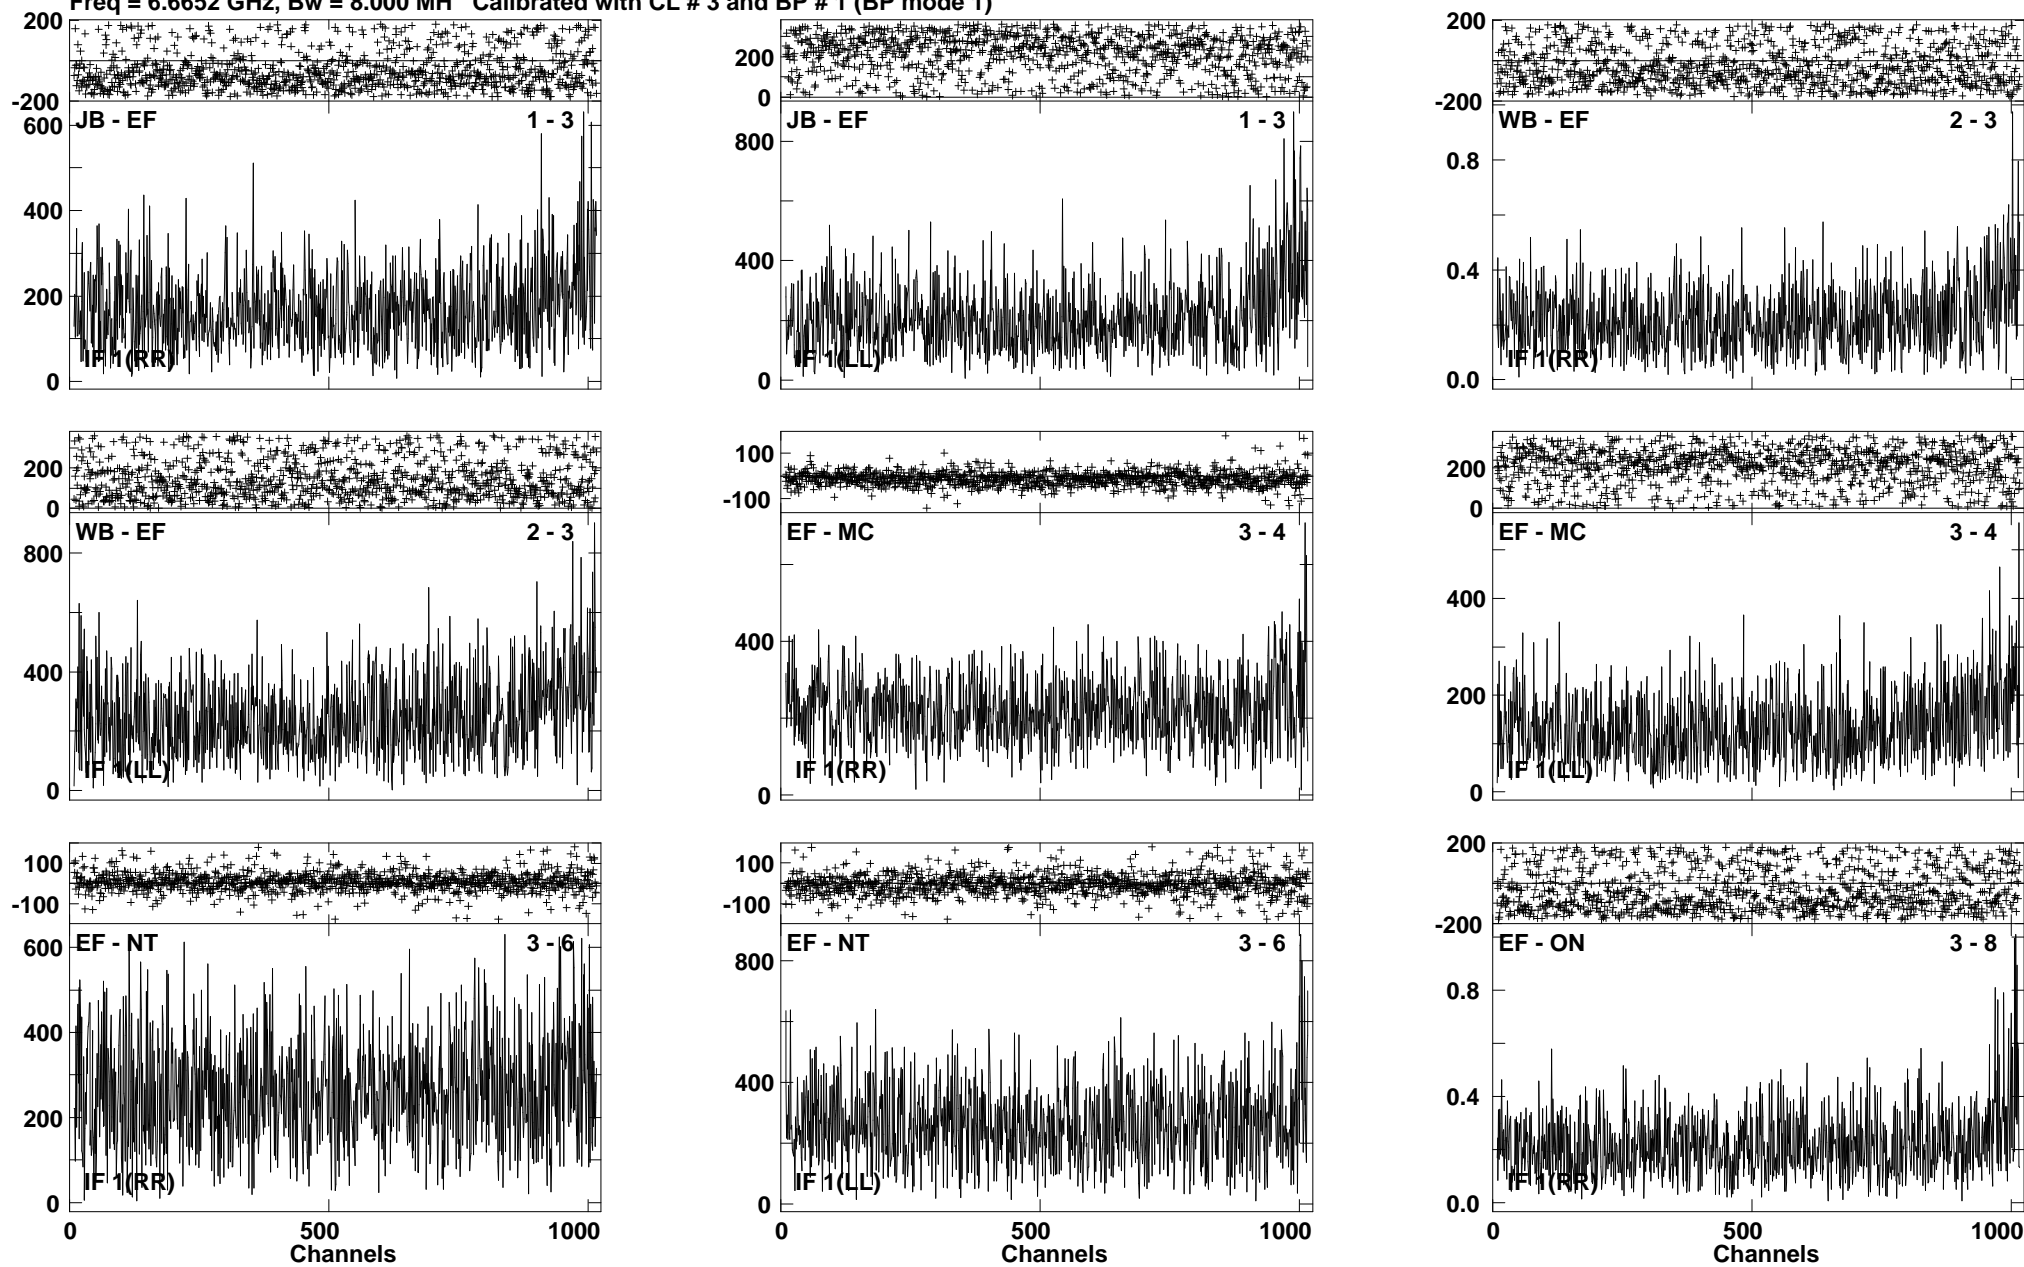 Freq = 6.6652 GHz, Bw = 8.000 MH Calibrated with CL # 3 and BP # 1 (BP mode 1)
200
-200
200
0
200
-200
JB - EF 1 - 3
600
400
200
0
IF 1(RR)
JB - EF 1 - 3
800
400
0
IF 1(LL)
WB - EF 2 - 3
0.8
0.4
0.0
IF 1(RR)
200
0
100
-100
200
0
WB - EF 2 - 3
800
400
0
IF 1(LL)
EF - MC 3 - 4
400
0
IF 1(RR)
EF - MC 3 - 4
400
200
0
IF 1(LL)
100
-100
100
-100
200
-200
EF - NT 3 - 6
600
400
200
0
IF 1(RR)
EF - NT 3 - 6
800
400
0
IF 1(LL)
EF - ON 3 - 8
0.8
0.4
0.0
IF 1(RR)
0 500 1000
Channels
0 500 1000
Channels
0 500 1000
Channels